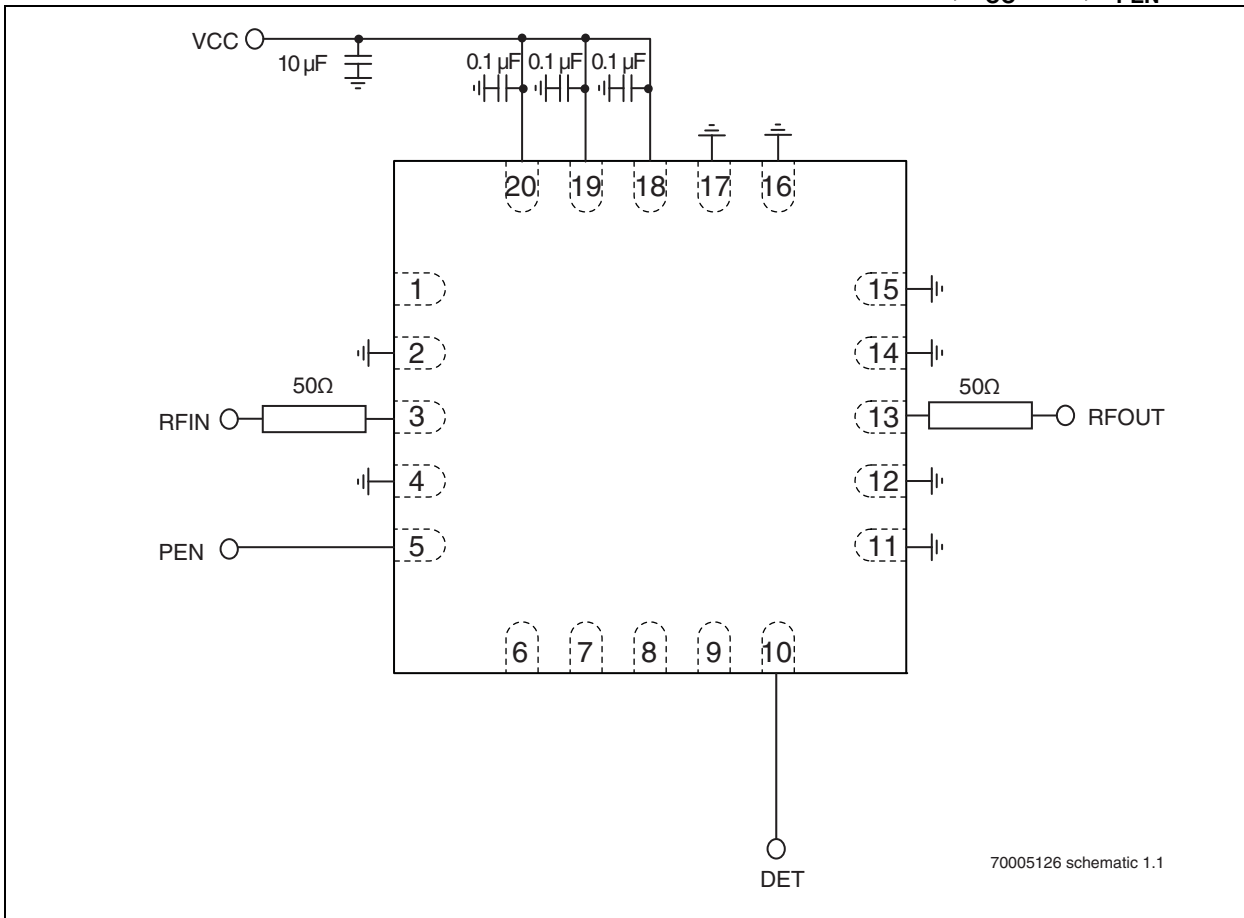 CC PEN
VCC
10 µF
0.1 µF 0.1 µF 0.1 µF
20 19 18 17 16
1
15
2
14
50Ω
50Ω
RFIN
3
13
RFOUT
4
12
PEN
5
11
6 7 8 9 10
DET
70005126 schematic 1.1